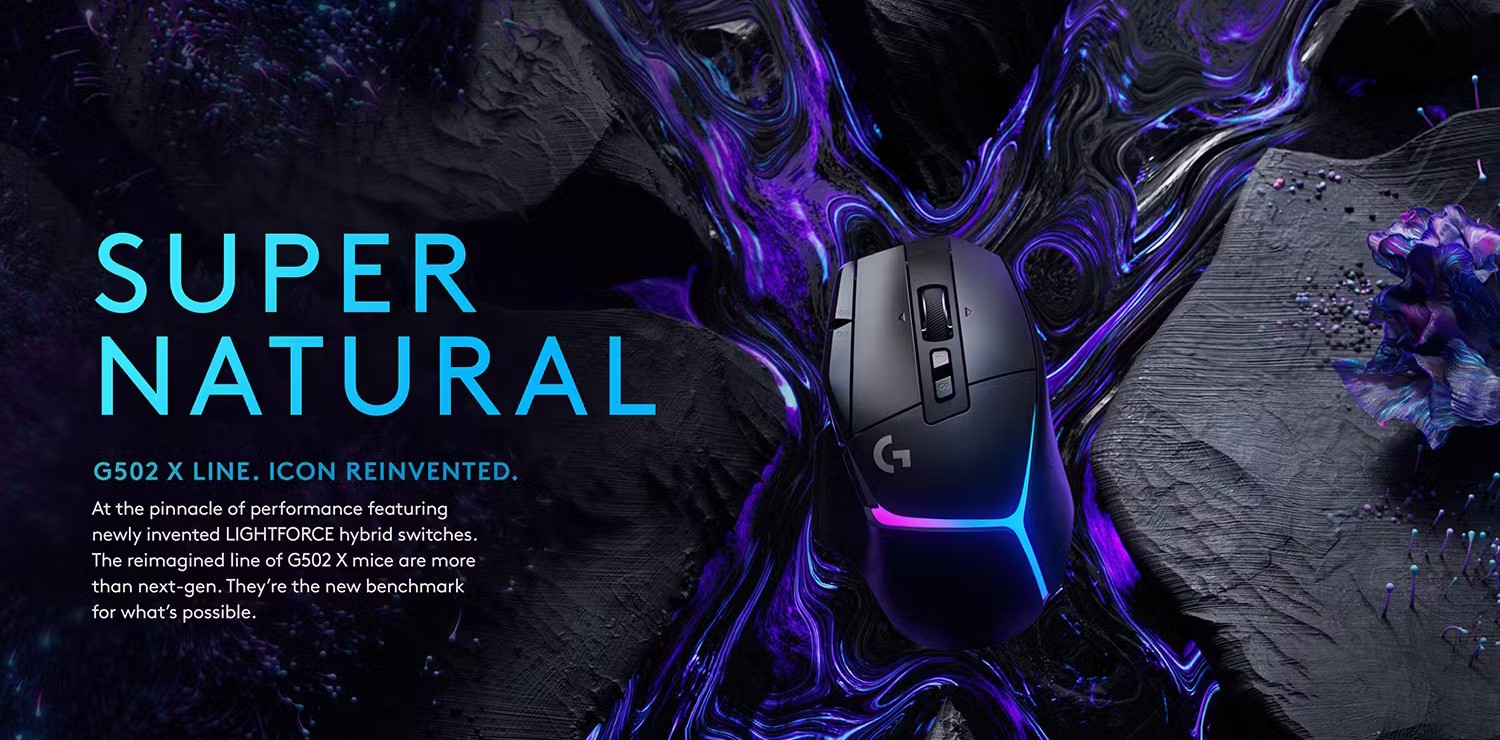 SUPER
NATURAL
G502 X LINE. ICON REINVENTED.
At the pinnacle of performance featuring
newly invented LIGHTFORCE hybrid switches.
The reimagined line of G502 X mice are more
than next-gen. They’re the new benchmark
for what’s possible.